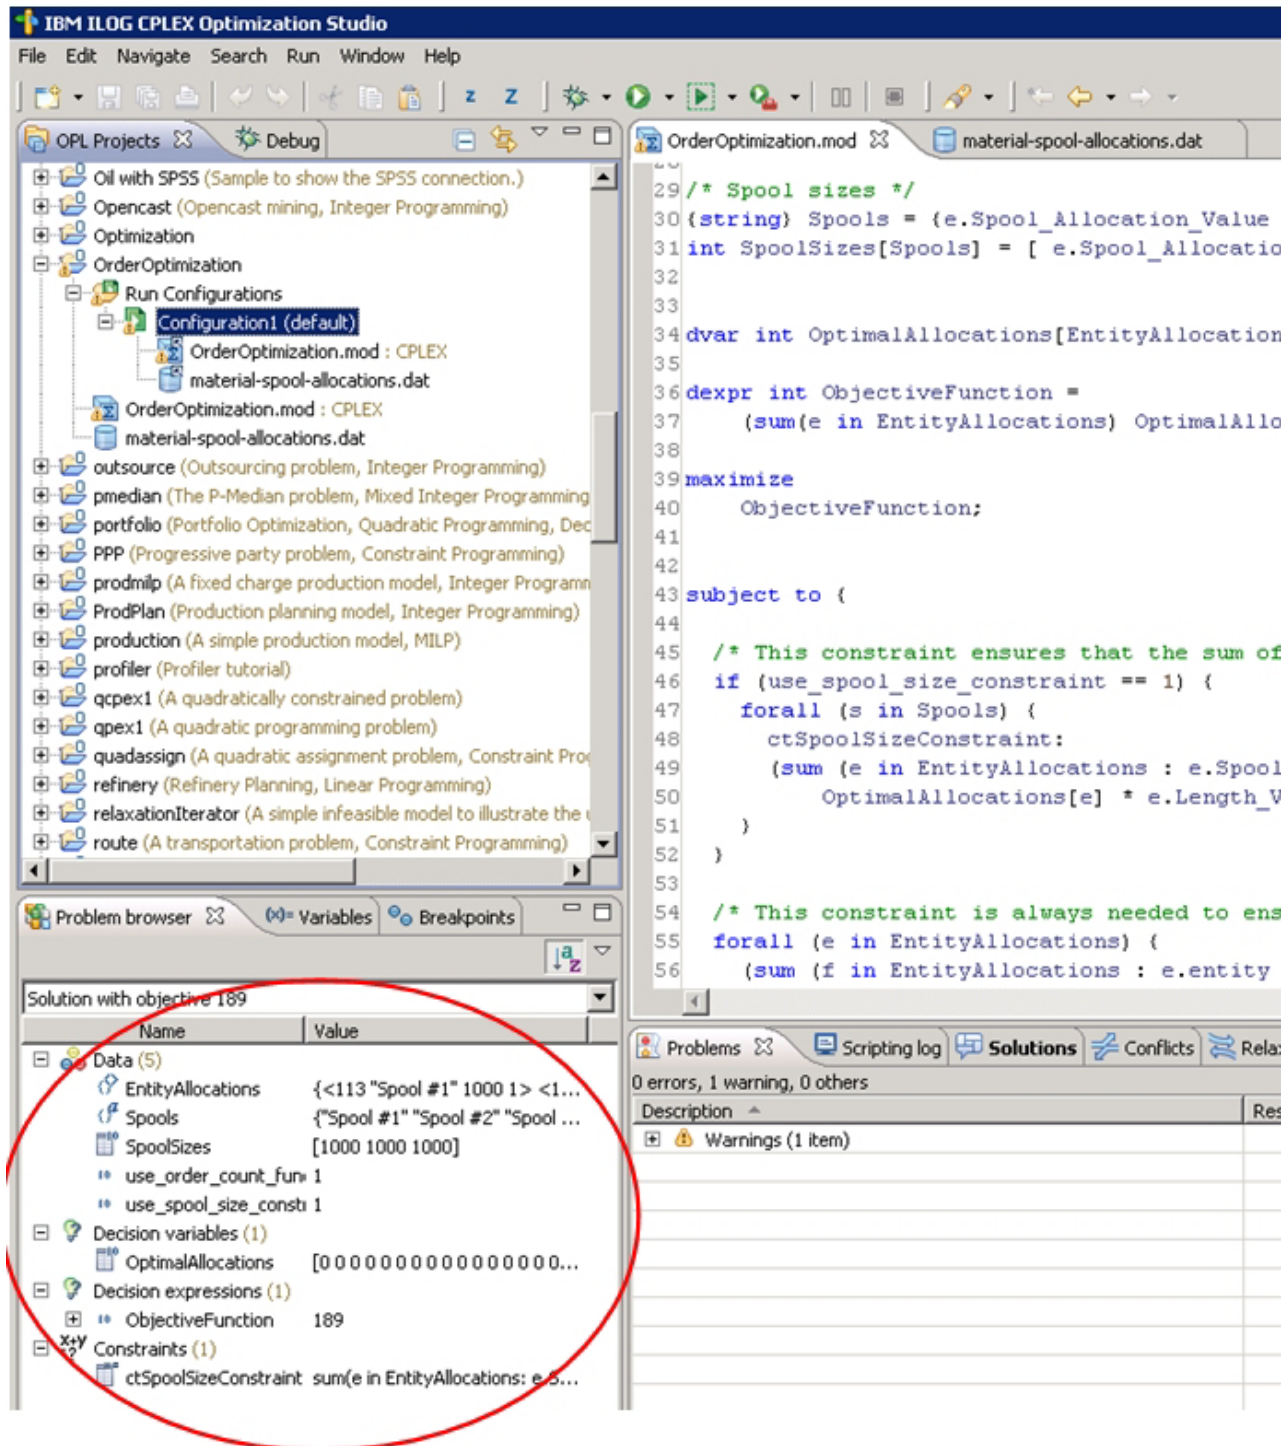 IBM ILOG CPLEX Optimization Studio
File Edit Navigate Search Run Window Help
OPL Projects
Debug
Oil with SPSS (Sample to show the SPSS connection.)
Opencast (Opencast mining, Integer Programming)
Optimization
OrderOptimization
Run Configurations
Configuration1 (default)
OrderOptimization.mod : CPLEX
material-spool-allocations.dat
OrderOptimization.mod : CPLEX
material-spool-allocations.dat
outsource (Outsourcing problem, Integer Programming)
pmedian (The P-Median problem, Mixed Integer Programming
portfolio (Portfolio Optimization, Quadratic Programming, Dec
PPP (Progressive party problem, Constraint Programming)
prodmilp (A fixed charge production model, Integer Programm
ProdPlan (Production planning model, Integer Programming)
production (A simple production model, MILP)
profiler (Profiler tutorial)
qcpex1 (A quadratically constrained problem)
qpex1 (A quadratic programming problem)
quadassign (A quadratic assignment problem, Constraint Pro
refinery (Refinery Planning, Linear Programming)
relaxationIterator (A simple infeasible model to illustrate the
route (A transportation problem, Constraint Programming)
OrderOptimization.mod
material-spool-allocations.dat
29 /* Spool sizes */
30 {string} Spools = {e.Spool_Allocation_Value
31 int SpoolSizes[Spools] = [ e.Spool_Allocatio
32
33
34 dvar int OptimalAllocations[EntityAllocation
35
36 dexpr int ObjectiveFunction =
37 (sum(e in EntityAllocations) OptimalAllo
38
39 maximize
40 ObjectiveFunction;
41
42
43 subject to {
44
45 /* This constraint ensures that the sum of
46 if (use_spool_size_constraint == 1) {
47 forall (s in Spools) {
48 ctSpoolSizeConstraint:
49 (sum (e in EntityAllocations : e.Spool
50 OptimalAllocations[e] * e.Length_V
51 }
52 }
53
54 /* This constraint is always needed to ens
55 forall (e in EntityAllocations) {
56 (sum (f in EntityAllocations : e.entity
Problem browser
(x)= Variables
Breakpoints
Solution with objective 189
Name Value
Data (5)
EntityAllocations {<113 "Spool #1" 1000 1> <1...
Spools {"Spool #1" "Spool #2" "Spool ...
SpoolSizes [1000 1000 1000]
use_order_count_fun 1
use_spool_size_consti 1
Decision variables (1)
OptimalAllocations [0 0 0 0 0 0 0 0 0 0 0 0 0 0 0 0 0...
Decision expressions (1)
ObjectiveFunction 189
Constraints (1)
ctSpoolSizeConstraint sum(e in EntityAllocations: e.S...
Problems
Scripting log
Solutions
Conflicts
Relax
0 errors, 1 warning, 0 others
Description Res
Warnings (1 item)